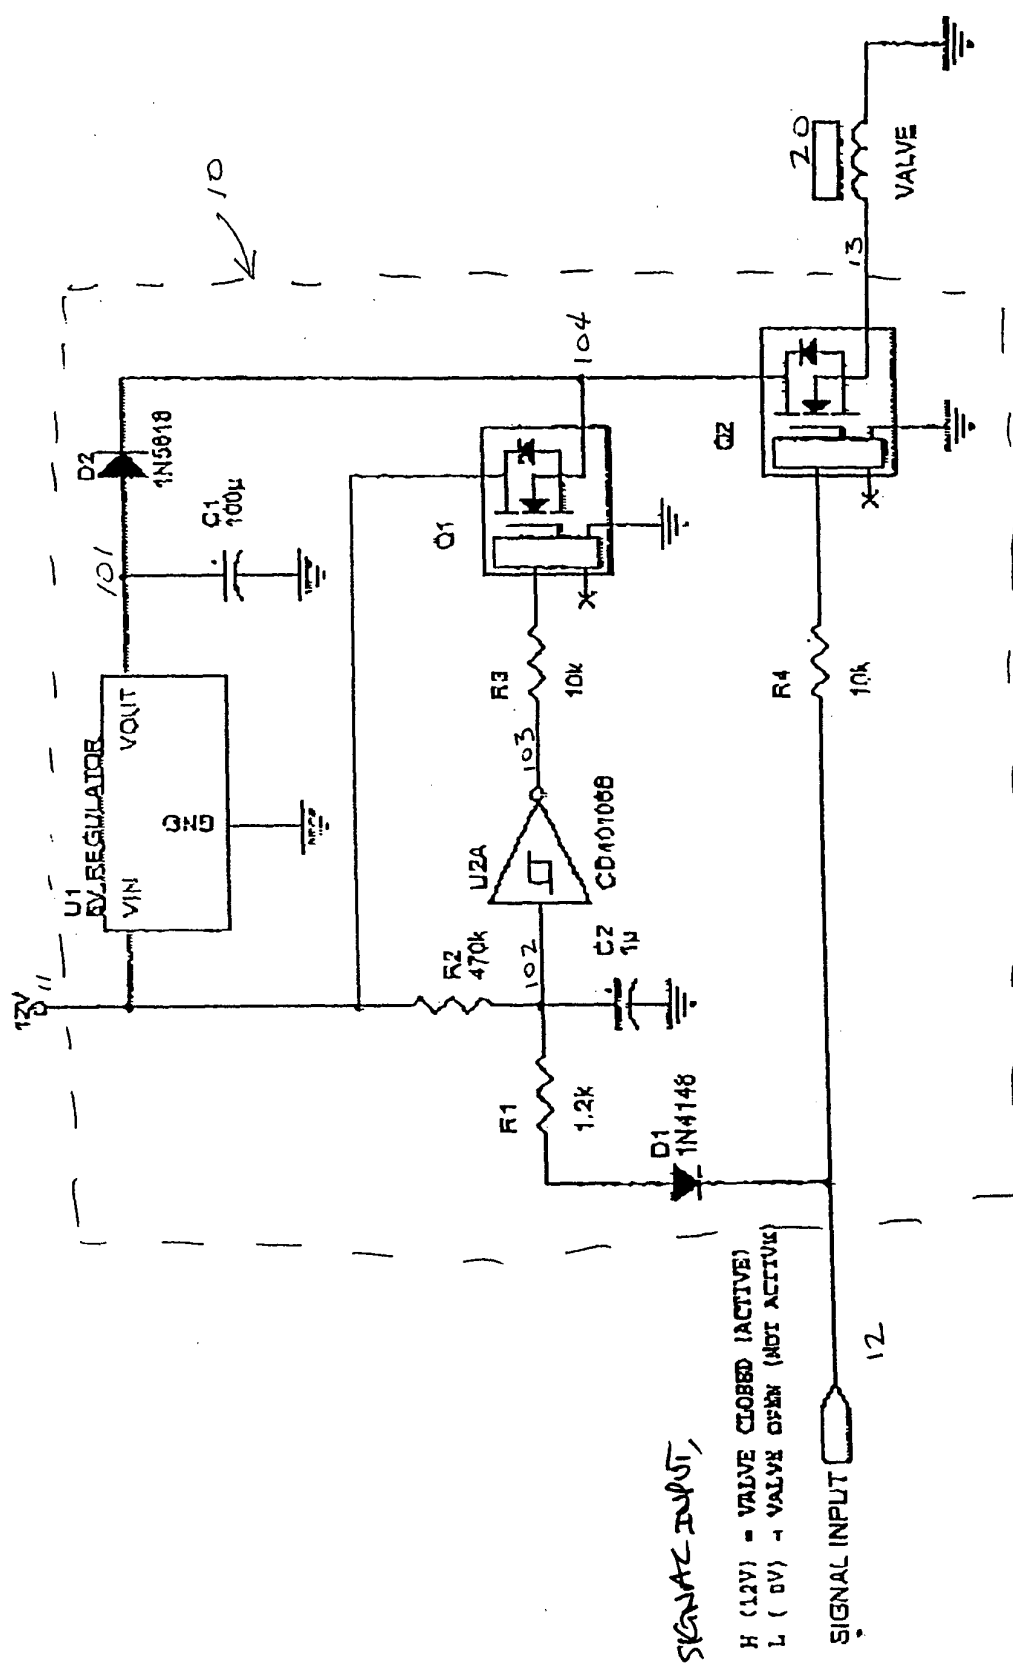 12V
11
U1
5V REGULATOR
VIN
VOUT
GND
101
D2
1N5818
C1
100µ
10
R2
470k
102
C2
1µ
U2A
CD40106B
103
R3
10k
Q1
104
R1
1.2k
D1
1N4148
R4
10k
Q2
13
20
VALVE
SIGNAL INPUT,
H (12V) = VALVE CLOSED (ACTIVE)
L ( 0V) - VALVE OPEN (NOT ACTIVE)
SIGNAL INPUT
12